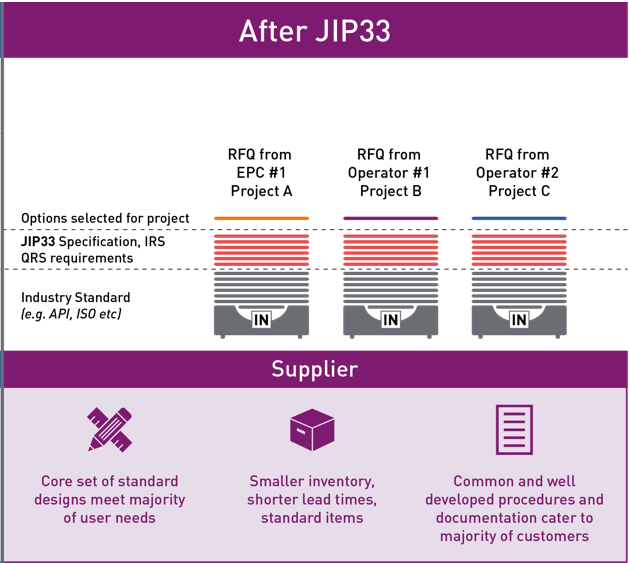 After JIP33
RFQ from
EPC #1
Project A
RFQ from
Operator #1
Project B
RFQ from
Operator #2
Project C
Options selected for project
JIP33 Specification, IRS
QRS requirements
Industry Standard
(e.g. API, ISO etc)
IN
IN
IN
Supplier
Core set of standard
designs meet majority
of user needs
Smaller inventory,
shorter lead times,
standard items
Common and well
developed procedures and
documentation cater to
majority of customers